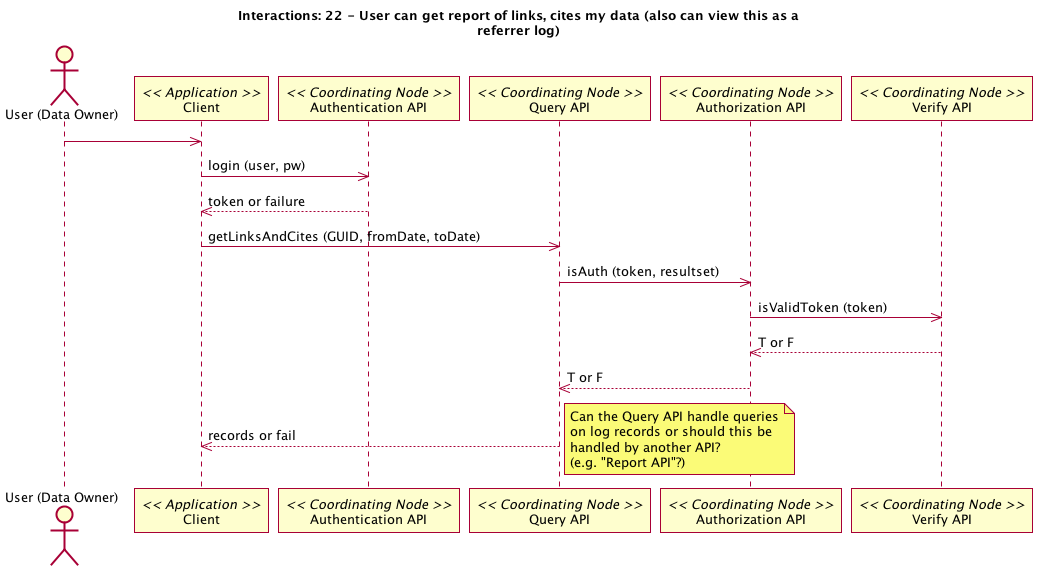 Interactions: 22 - User can get report of links, cites my data (also can view this as a
referrer log)
User (Data Owner)
<< Application >>
Client
<< Coordinating Node >>
Authentication API
<< Coordinating Node >>
Query API
<< Coordinating Node >>
Authorization API
<< Coordinating Node >>
Verify API
login (user, pw)
token or failure
getLinksAndCites (GUID, fromDate, toDate)
isAuth (token, resultset)
isValidToken (token)
T or F
T or F
Can the Query API handle queries
on log records or should this be
handled by another API?
(e.g. "Report API"?)
records or fail
User (Data Owner)
<< Application >>
Client
<< Coordinating Node >>
Authentication API
<< Coordinating Node >>
Query API
<< Coordinating Node >>
Authorization API
<< Coordinating Node >>
Verify API